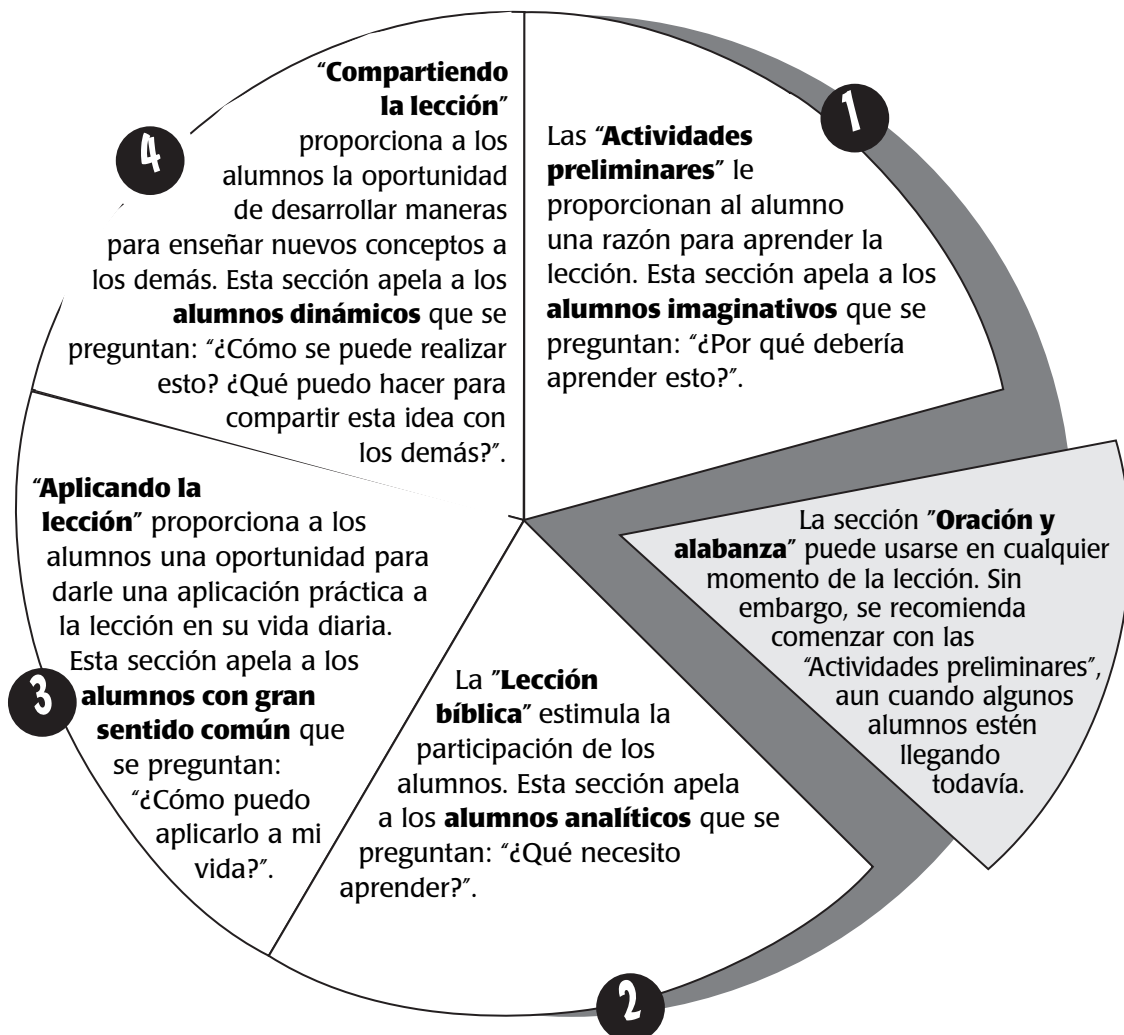 1
Las “Actividades
preliminares” le
proporcionan al alumno
una razón para aprender la
lección. Esta sección apela a los
alumnos imaginativos que se
preguntan: “¿Por qué debería
aprender esto?”.
La sección “Oración y
alabanza” puede usarse en cualquier
momento de la lección. Sin
embargo, se recomienda
comenzar con las
“Actividades preliminares”,
aun cuando algunos
alumnos estén
llegando
todavía.
2
La “Lección
bíblica” estimula la
participación de los
alumnos. Esta sección apela
a los alumnos analíticos que se
preguntan: “¿Qué necesito
aprender?”.
3
“Aplicando la
lección” proporciona a los
alumnos una oportunidad para
darle una aplicación práctica a
la lección en su vida diaria.
Esta sección apela a los
alumnos con gran
sentido común que
se preguntan:
“¿Cómo puedo
aplicarlo a mi
vida?”.
4
“Compartiendo
la lección”
proporciona a los
alumnos la oportunidad
de desarrollar maneras
para enseñar nuevos conceptos a
los demás. Esta sección apela a los
alumnos dinámicos que se
preguntan: “¿Cómo se puede realizar
esto? ¿Qué puedo hacer para
compartir esta idea con
los demás?”.